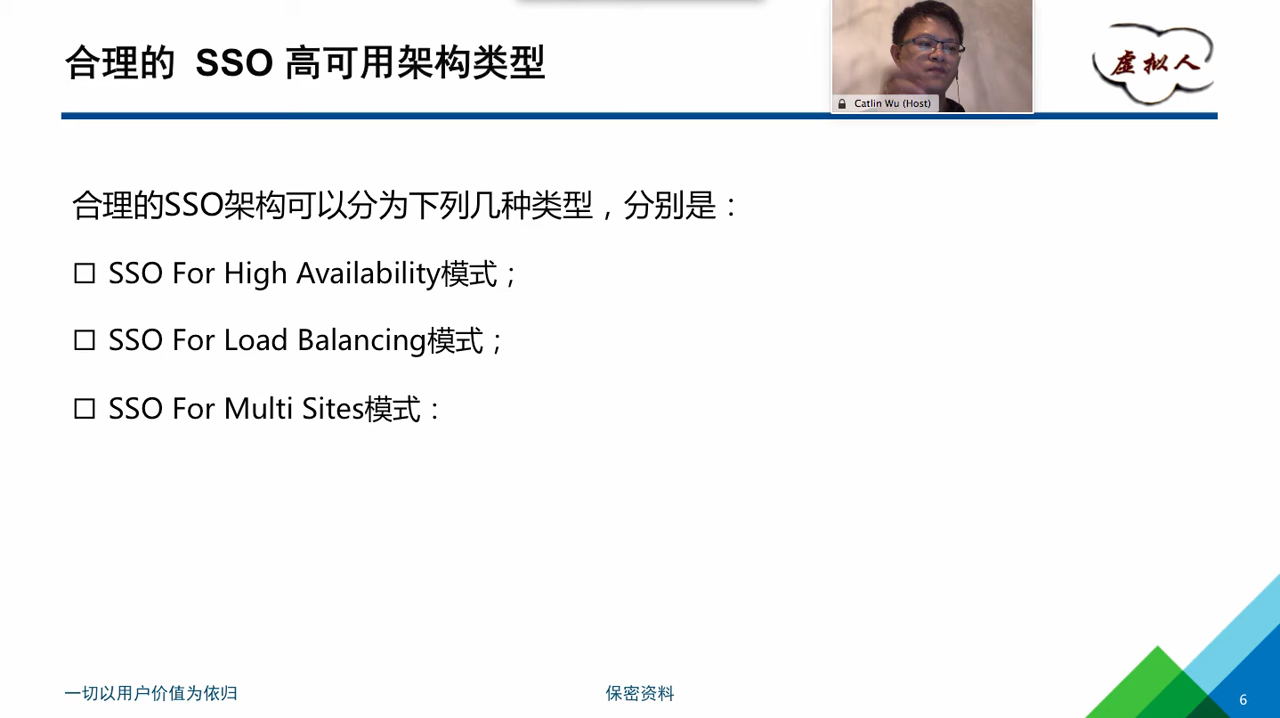 合理的 SSO 高可用架构类型
Catlin Wu (Host)
虚拟人
合理的SSO架构可以分为下列几种类型，分别是：
□ SSO For High Availability模式；
□ SSO For Load Balancing模式；
□ SSO For Multi Sites模式：
一切以用户价值为依归
保密资料
6